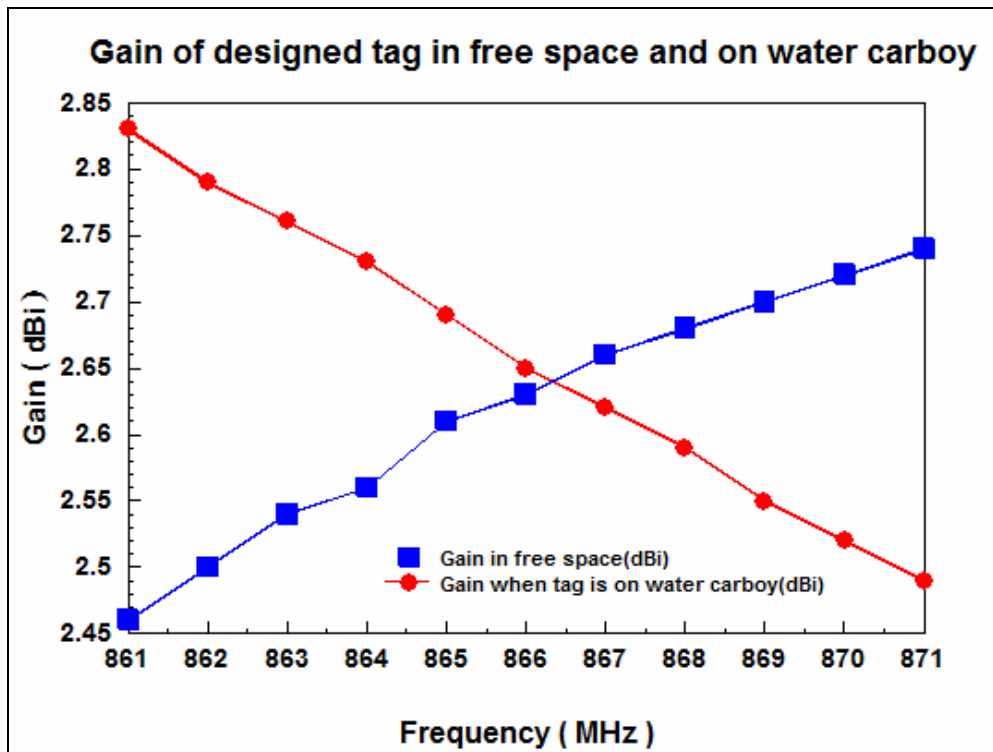 Gain of designed tag in free space and on water carboy
2.85
2.8
2.75
2.7
2.65
2.6
2.55
2.5
2.45
Gain ( dBi )
Gain in free space(dBi)
Gain when tag is on water carboy(dBi)
861 862 863 864 865 866 867 868 869 870 871
Frequency ( MHz )